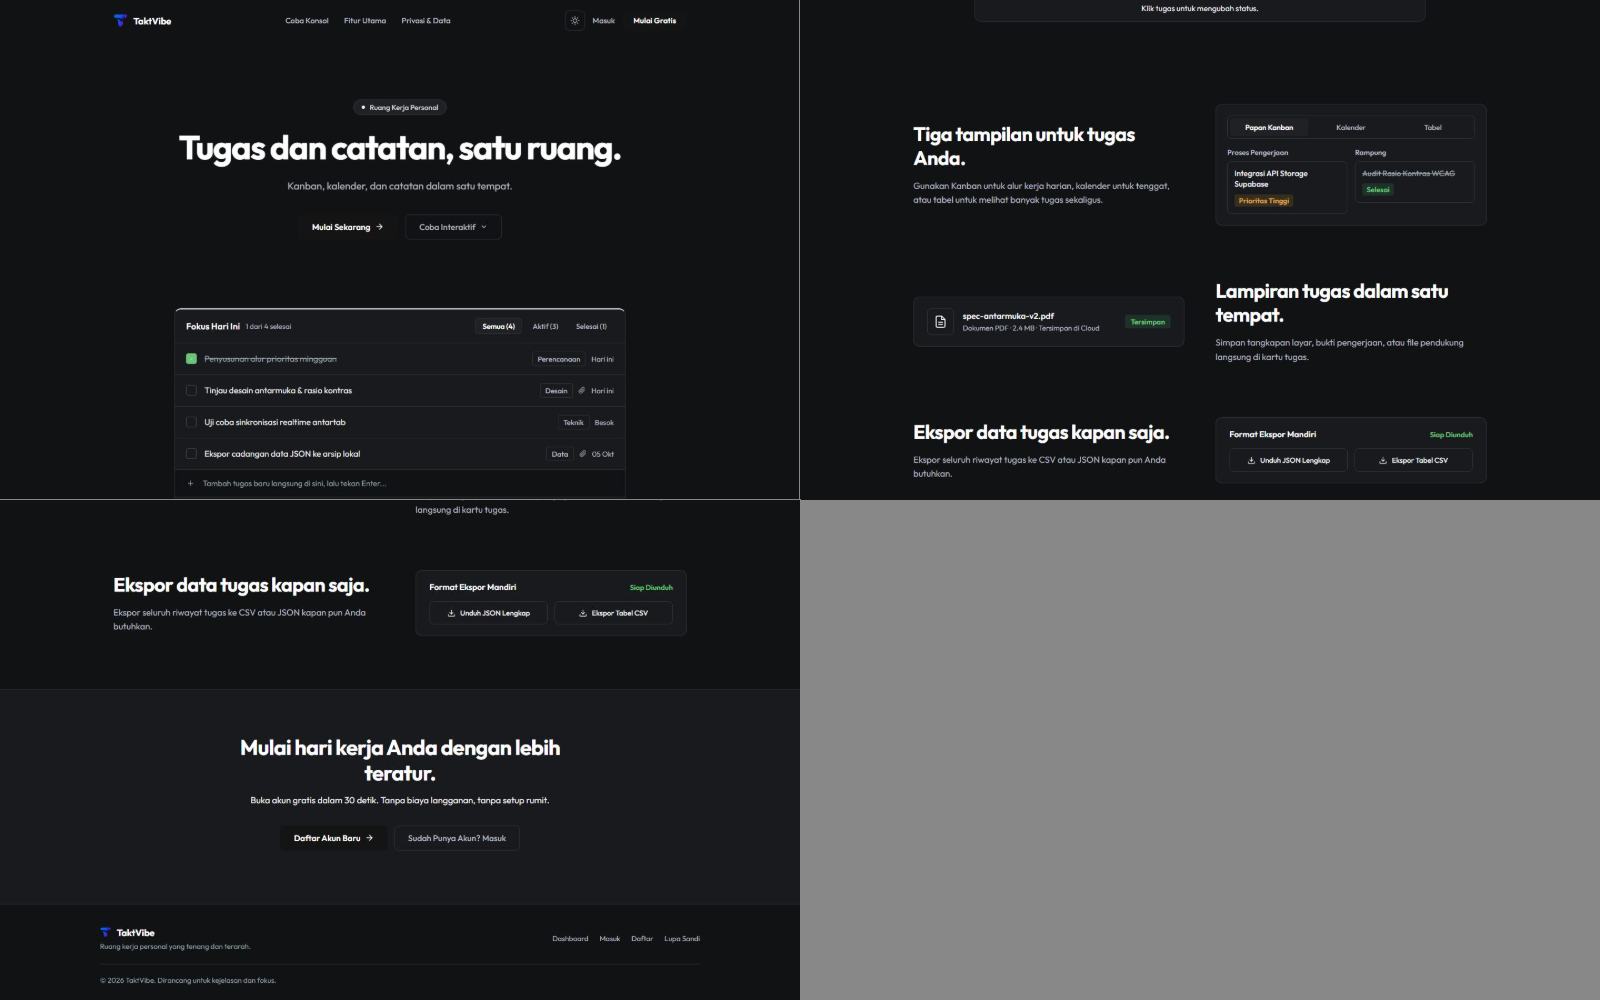 TaktVibe
Coba Konsol
Fitur Utama
Privasi & Data
Masuk
Mulai Gratis
Ruang Kerja Personal
Tugas dan catatan, satu ruang.
Kanban, kalender, dan catatan dalam satu tempat.
Mulai Sekarang
Coba Interaktif
Fokus Hari Ini
1 dari 4 selesai
Semua (4)
Aktif (3)
Selesai (1)
Penyusunan alur prioritas mingguan
Perencanaan
Hari ini
Tinjau desain antarmuka & rasio kontras
Desain
Hari ini
Uji coba sinkronisasi realtime antartab
Teknik
Besok
Ekspor cadangan data JSON ke arsip lokal
Data
05 Okt
Tambah tugas baru langsung di sini, lalu tekan Enter...
Klik tugas untuk mengubah status.
Tiga tampilan untuk tugas
Anda.
Gunakan Kanban untuk alur kerja harian, kalender untuk tenggat,
atau tabel untuk melihat banyak tugas sekaligus.
Papan Kanban
Kalender
Tabel
Proses Pengerjaan
Rampung
Integrasi API Storage
Supabase
Prioritas Tinggi
Audit Rasio Kontras WCAG
Selesai
spec-antarmuka-v2.pdf
Dokumen PDF · 2.4 MB · Tersimpan di Cloud
Tersimpan
Lampiran tugas dalam satu
tempat.
Simpan tangkapan layar, bukti pengerjaan, atau file pendukung
langsung di kartu tugas.
Ekspor data tugas kapan saja.
Ekspor seluruh riwayat tugas ke CSV atau JSON kapan pun Anda
butuhkan.
Format Ekspor Mandiri
Siap Diunduh
Unduh JSON Lengkap
Ekspor Tabel CSV
langsung di kartu tugas.
Ekspor data tugas kapan saja.
Ekspor seluruh riwayat tugas ke CSV atau JSON kapan pun Anda
butuhkan.
Format Ekspor Mandiri
Siap Diunduh
Unduh JSON Lengkap
Ekspor Tabel CSV
Mulai hari kerja Anda dengan lebih
teratur.
Buka akun gratis dalam 30 detik. Tanpa biaya langganan, tanpa setup rumit.
Daftar Akun Baru
Sudah Punya Akun? Masuk
TaktVibe
Ruang kerja personal yang tenang dan terarah.
Dashboard
Masuk
Daftar
Lupa Sandi
© 2026 TaktVibe. Dirancang untuk kejelasan dan fokus.